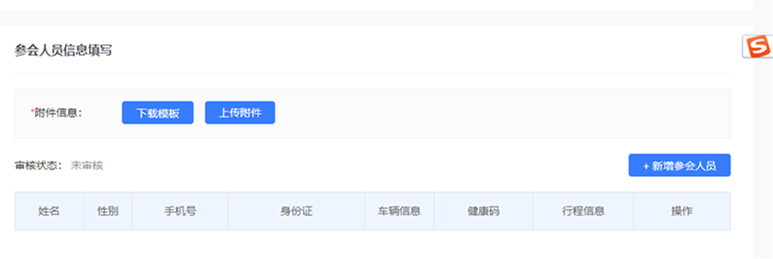 参会人员信息填写
*附件信息： 下载模板 上传附件
审核状态： 未审核 + 新增参会人员
姓名 性别 手机号 身份证 车辆信息 健康码 行程信息 操作
S